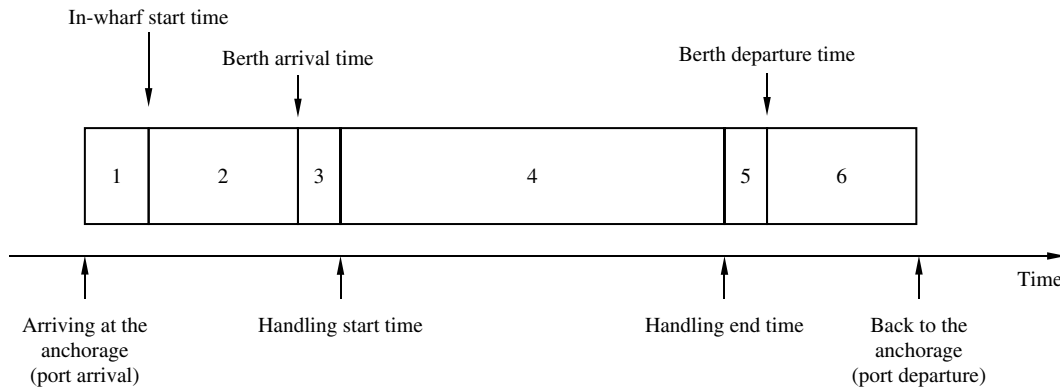 In-wharf start time
Berth arrival time
Berth departure time
1
2
3
4
5
6
Time
Arriving at the
anchorage
(port arrival)
Handling start time
Handling end time
Back to the
anchorage
(port departure)